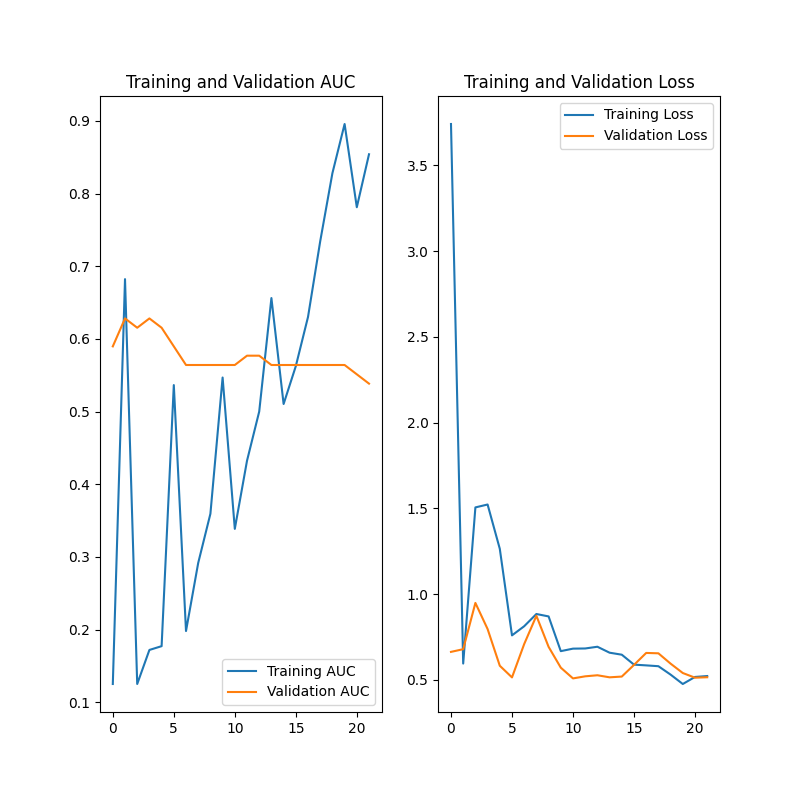 Training and Validation AUC
0.9
0.8
0.7
0.6
0.5
0.4
0.3
0.2
0.1
0 5 10 15 20
Training AUC
Validation AUC
Training and Validation Loss
3.5
3.0
2.5
2.0
1.5
1.0
0.5
0 5 10 15 20
Training Loss
Validation Loss